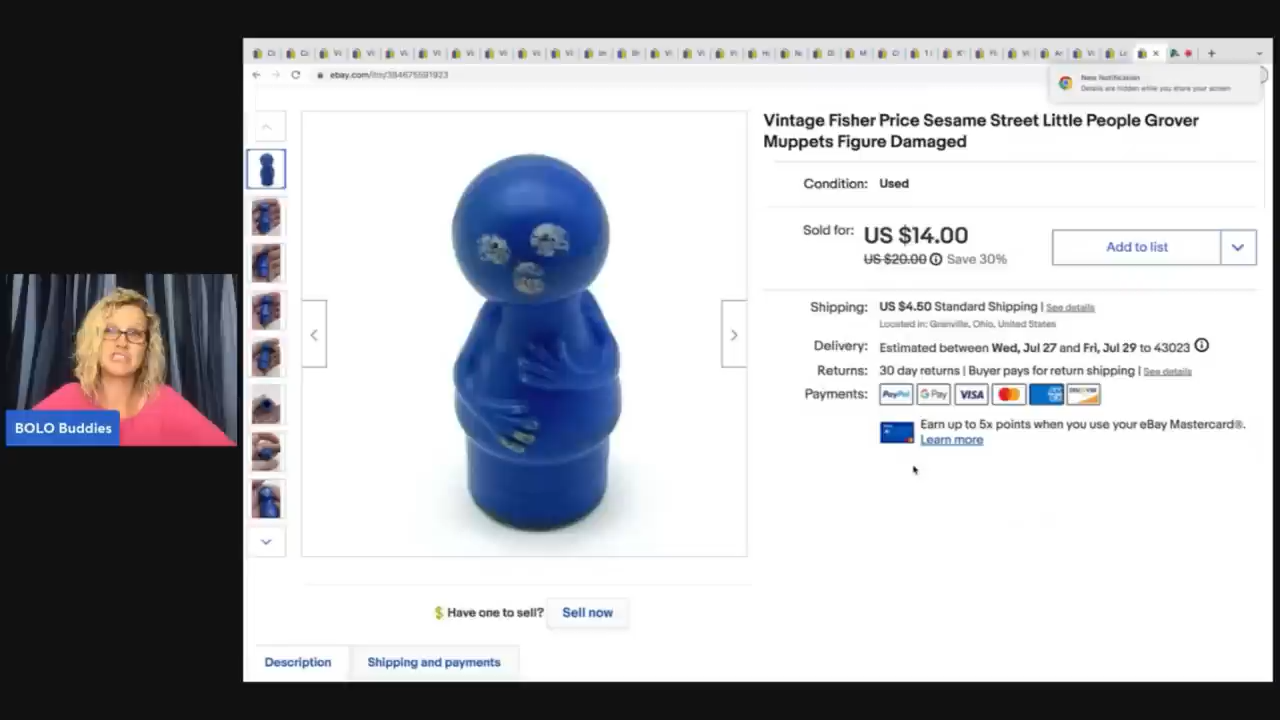 ebay.com/itm/384675591923
New Notification
Details are hidden while you share your screen
Vintage Fisher Price Sesame Street Little People Grover
Muppets Figure Damaged
Condition: Used
Sold for: US $14.00
US $20.00 Save 30%
Add to list
Shipping: US $4.50 Standard Shipping | See details
Located in: Granville, Ohio, United States
Delivery: Estimated between Wed, Jul 27 and Fri, Jul 29 to 43023
Returns: 30 day returns | Buyer pays for return shipping | See details
Payments: PayPal G Pay VISA DISCOVER
Earn up to 5x points when you use your eBay Mastercard®.
Learn more
BOLO Buddies
Have one to sell? Sell now
Description Shipping and payments